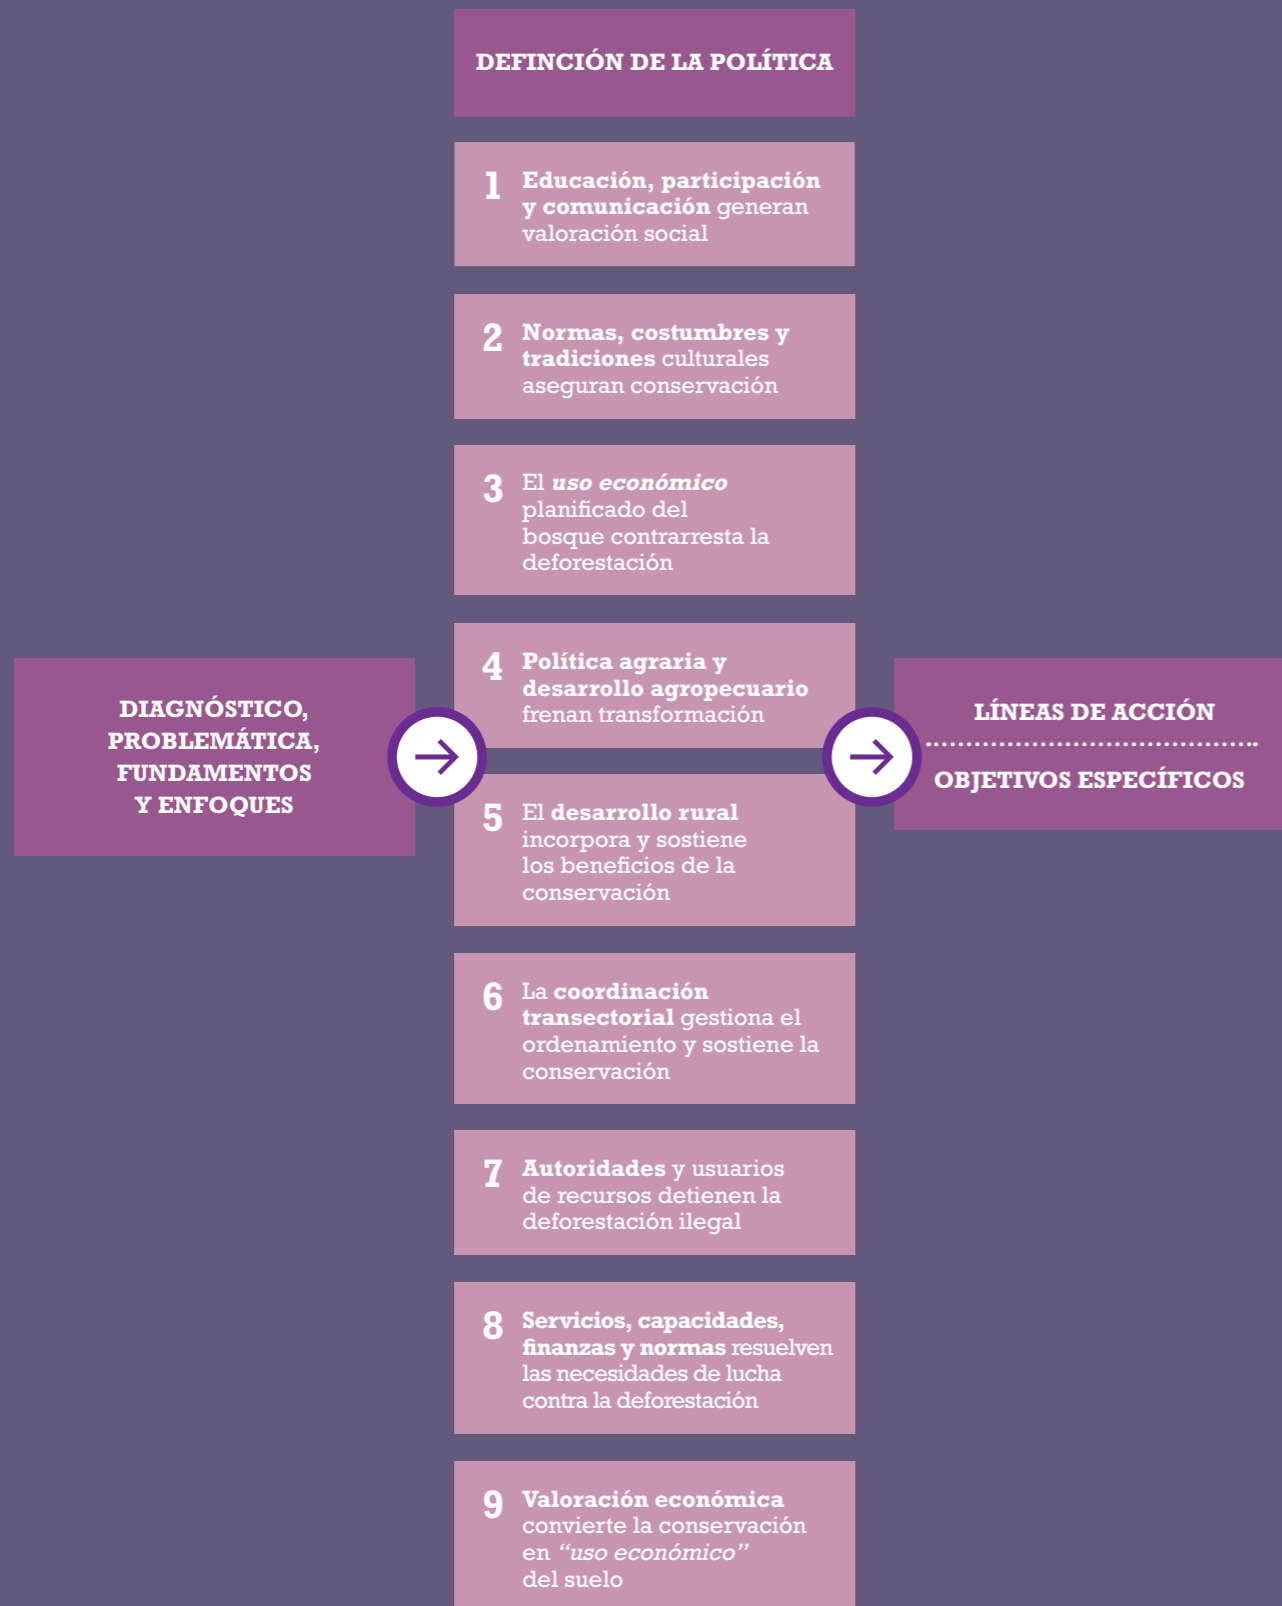 DEFINCIÓN DE LA POLÍTICA
1 Educación, participación
y comunicación generan
valoración social
2 Normas, costumbres y
tradiciones culturales
aseguran conservación
3 El uso económico
planificado del
bosque contrarresta la
deforestación
DIAGNÓSTICO,
PROBLEMÁTICA,
FUNDAMENTOS
Y ENFOQUES
4 Política agraria y
desarrollo agropecuario
frenan transformación
5 El desarrollo rural
incorpora y sostiene
los beneficios de la
conservación
6 La coordinación
transectorial gestiona el
ordenamiento y sostiene la
conservación
7 Autoridades y usuarios
de recursos detienen la
deforestación ilegal
8 Servicios, capacidades,
finanzas y normas resuelven
las necesidades de lucha
contra la deforestación
9 Valoración económica
convierte la conservación
en “uso económico”
del suelo
LÍNEAS DE ACCIÓN
OBJETIVOS ESPECÍFICOS